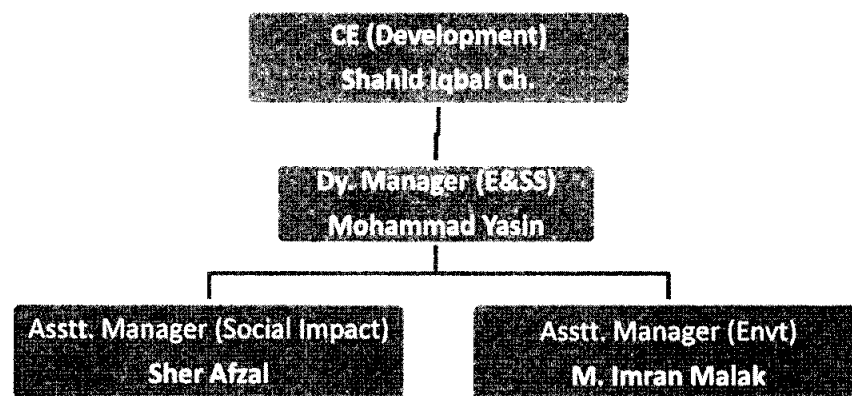 CE (Development)
Shahid Iqbal Ch.
Dy. Manager (E&SS)
Mohammad Yasin
Asstt. Manager (Social Impact)
Sher Afzal
Asstt. Manager (Envt)
M. Imran Malak